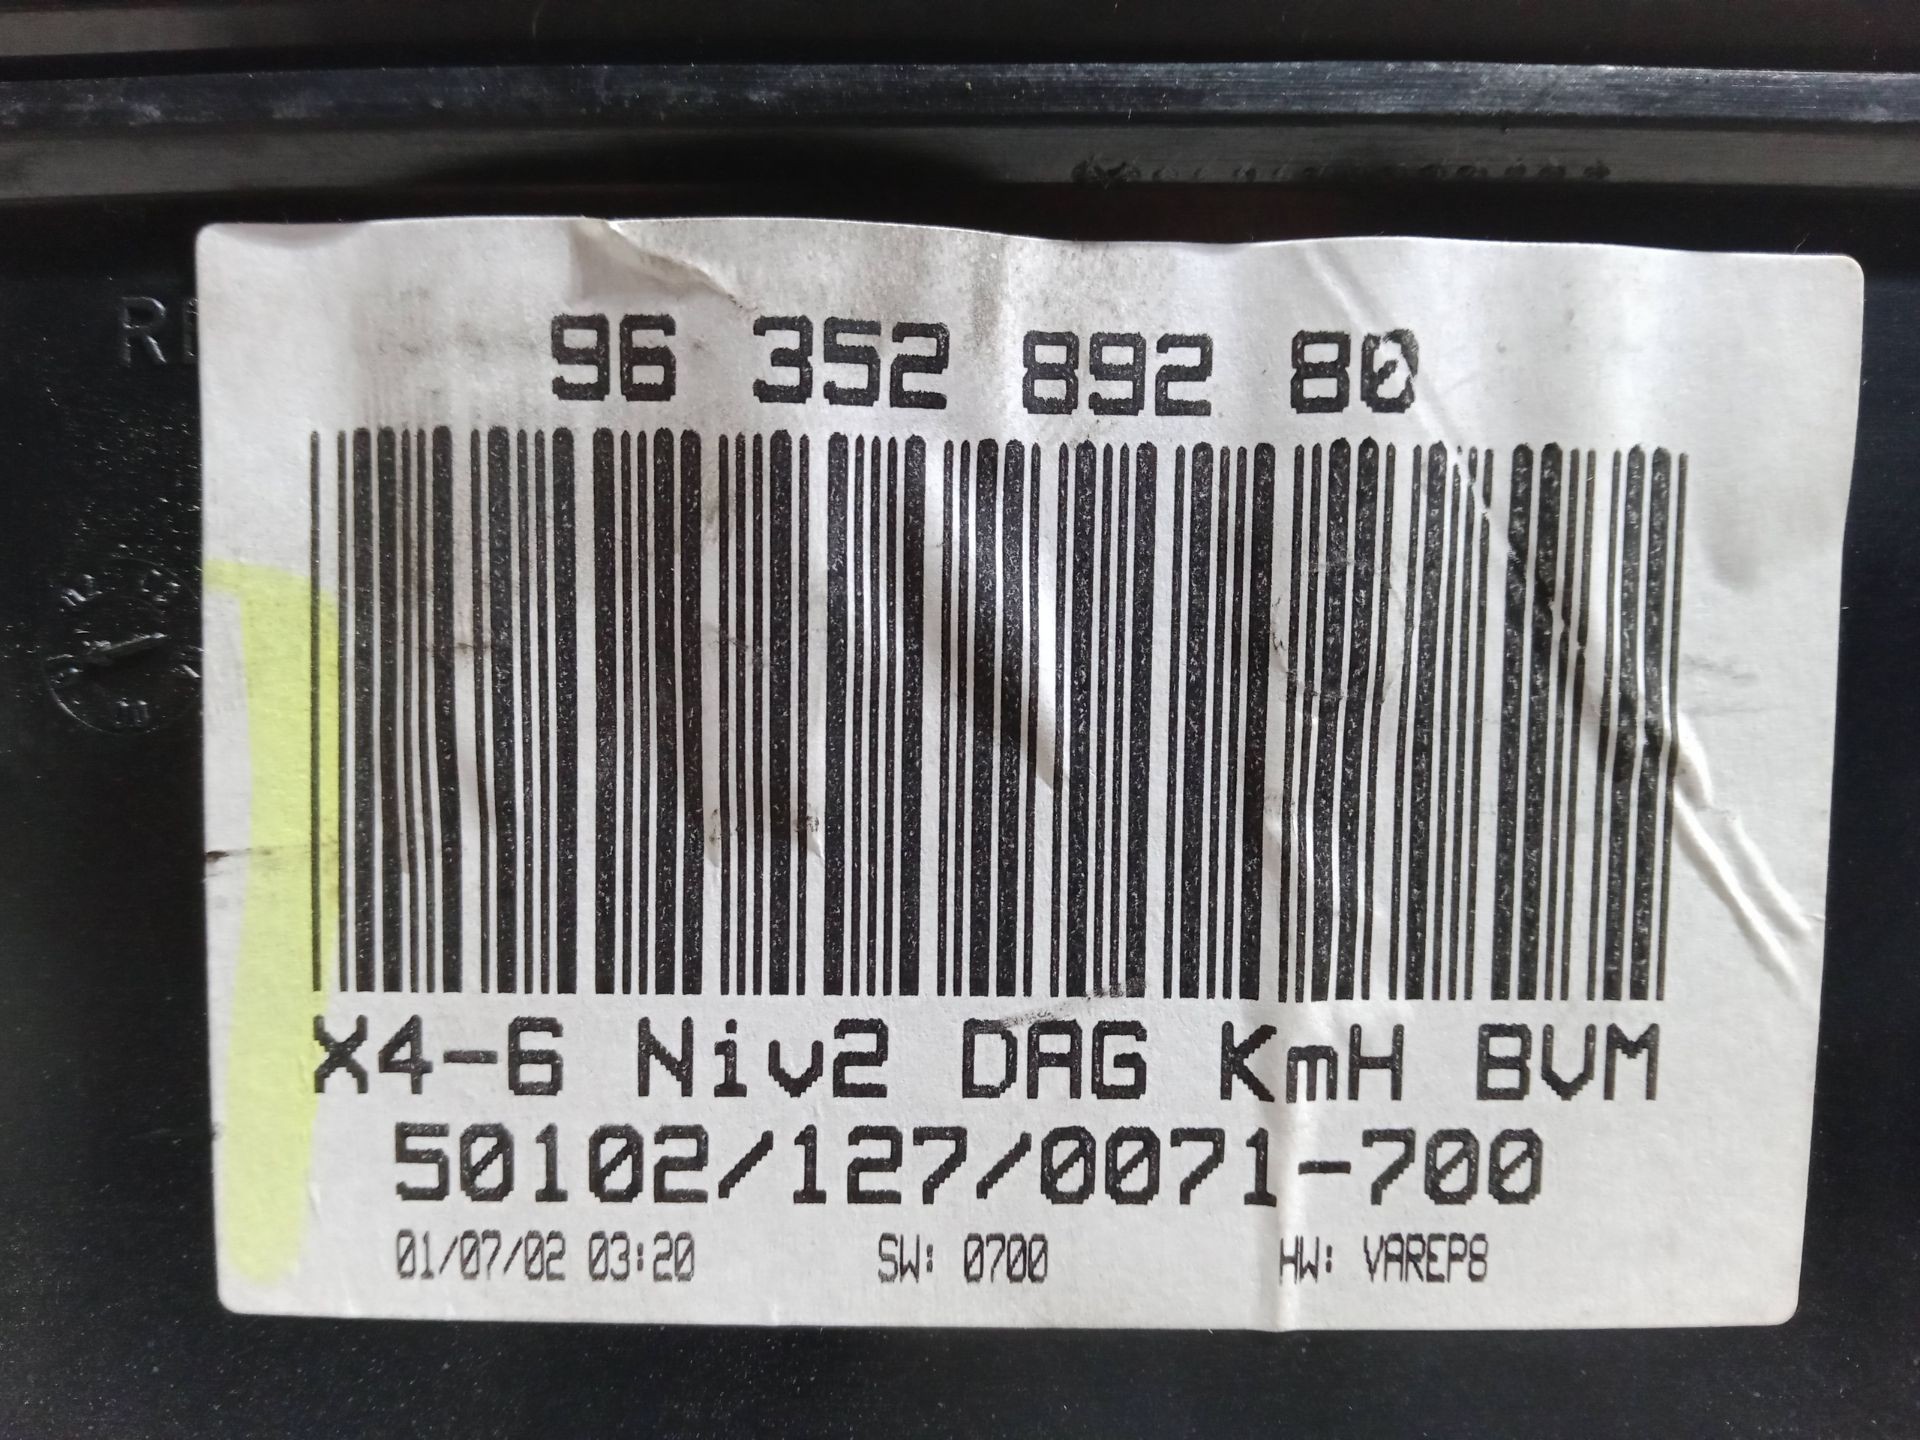 96 352 892 80
X4-6 Niv2 DAG KmH BVM
50102/127/0071-700
01/07/02 03:20 SW: 0700 HW: VAREP8